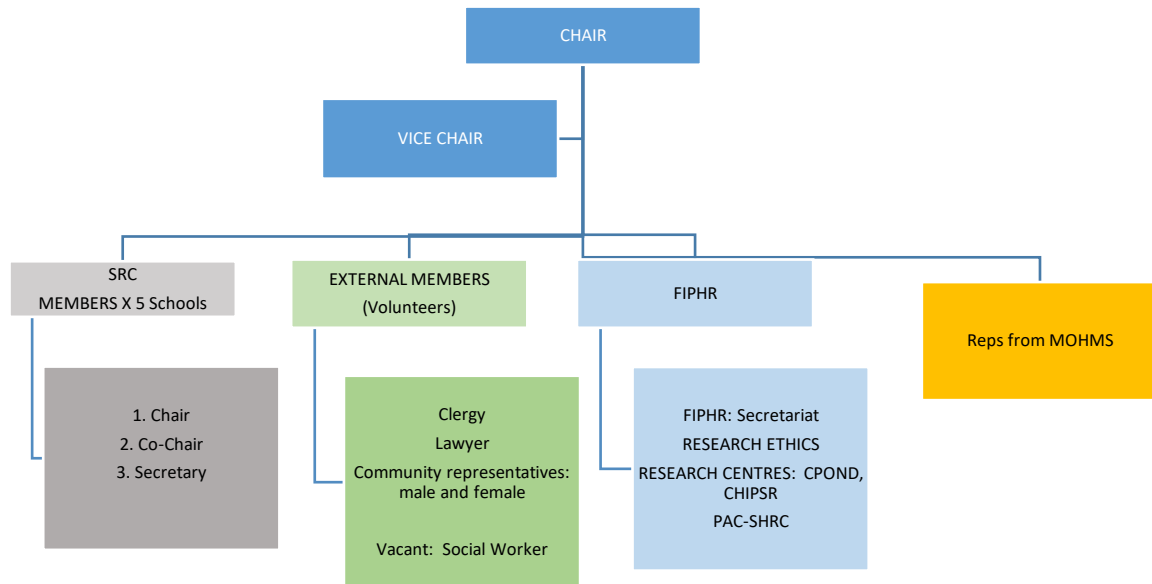 CHAIR
VICE CHAIR
SRC
MEMBERS X 5 Schools
EXTERNAL MEMBERS
(Volunteers)
FIPHR
Reps from MOHMS
1. Chair
2. Co-Chair
3. Secretary
Clergy
Lawyer
Community representatives:
male and female
Vacant: Social Worker
FIPHR: Secretariat
RESEARCH ETHICS
RESEARCH CENTRES: CPOND,
CHIPSR
PAC-SHRC